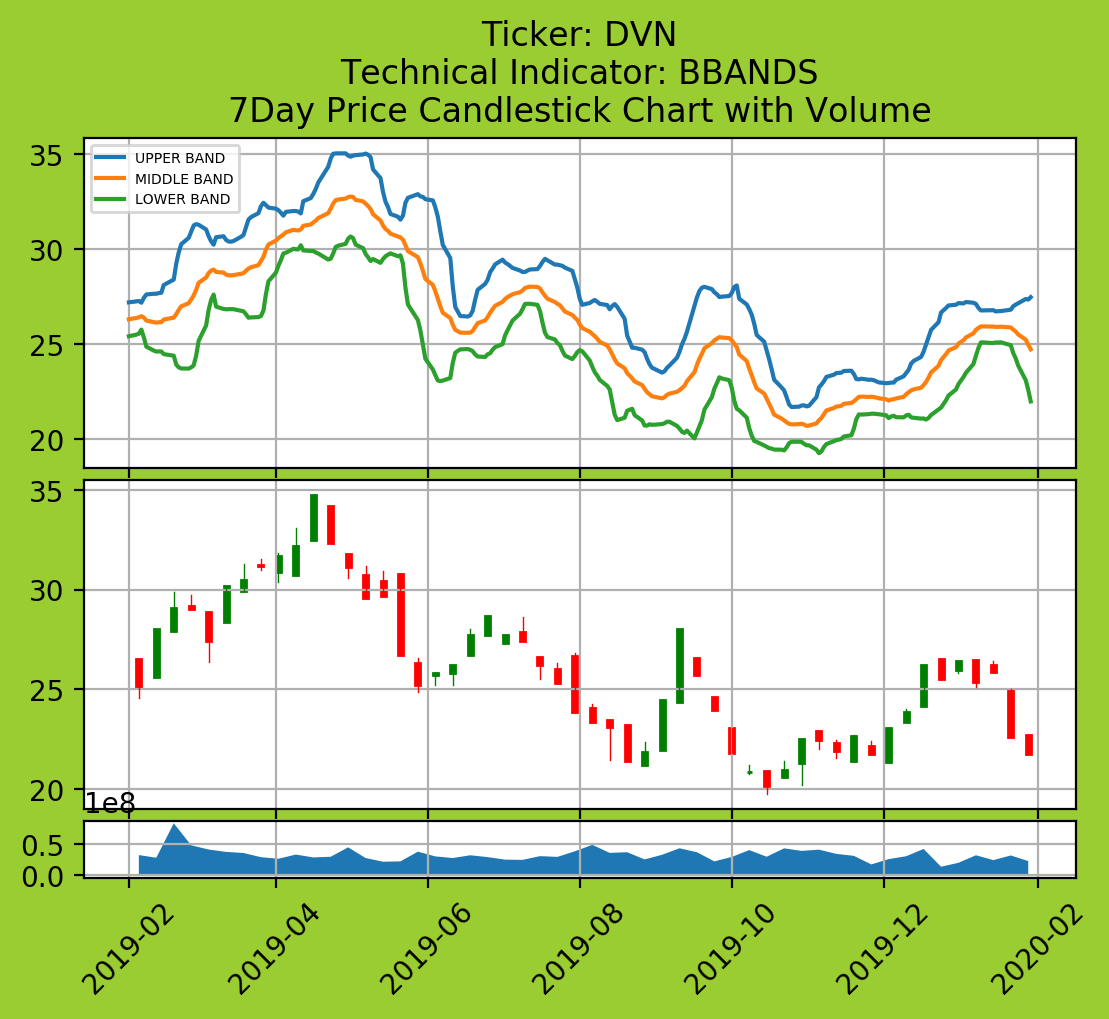 Ticker: DVN
Technical Indicator: BBANDS
7Day Price Candlestick Chart with Volume
35
30
25
20
UPPER BAND
MIDDLE BAND
LOWER BAND
35
30
25
20
1e8
0.5
0.0
2019-02
2019-04
2019-06
2019-08
2019-10
2019-12
2020-02